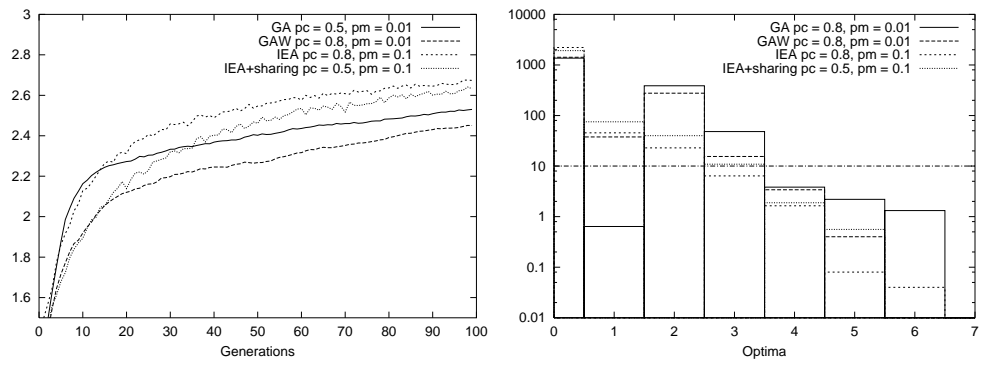 3
2.8
2.6
2.4
2.2
2
1.8
1.6
GA pc = 0.5, pm = 0.01
GAW pc = 0.8, pm = 0.01
IEA pc = 0.8, pm = 0.1
IEA+sharing pc = 0.5, pm = 0.1
0 10 20 30 40 50 60 70 80 90 100
Generations
10000
1000
100
10
1
0.1
0.01
GA pc = 0.8, pm = 0.01
GAW pc = 0.8, pm = 0.01
IEA pc = 0.8, pm = 0.1
IEA+sharing pc = 0.5, pm = 0.1
0 1 2 3 4 5 6 7
Optima